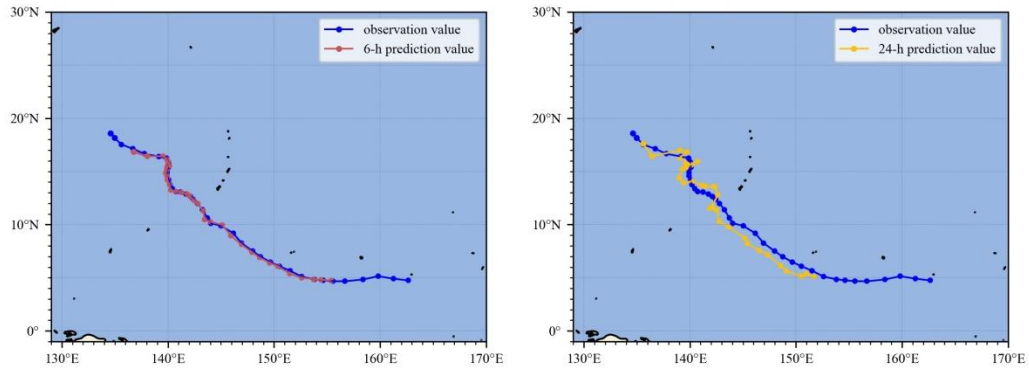 30°N
20°N
10°N
0°
130°E 140°E 150°E 160°E 170°E
observation value
6-h prediction value
30°N
20°N
10°N
0°
130°E 140°E 150°E 160°E 170°E
observation value
24-h prediction value